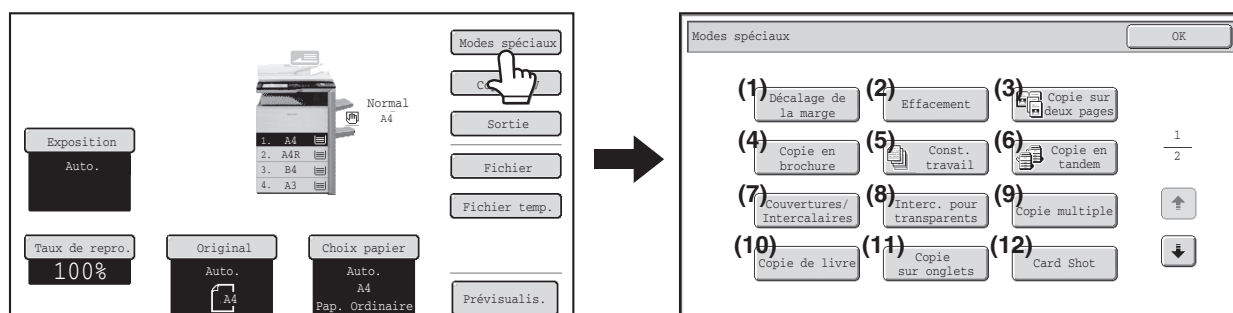 Modes spéciaux
Normal
A4
Sortie
Exposition
Auto.
1. A4
2. A4R
3. B4
4. A3
Fichier
Fichier temp.
Taux de repro.
100%
Original
Auto.
A4
Choix papier
Auto.
A4
Pap. Ordinaire
Prévisualis.
Modes spéciaux
OK
(1) Décalage de
la marge
(2) Effacement
(3) Copie sur
deux pages
(4) Copie en
brochure
(5) Const.
travail
(6) Copie en
tandem
1
2
(7) Couvertures/
Intercalaires
(8) Interc. pour
transparents
(9) Copie multiple
(10) Copie de livre
(11) Copie
sur onglets
(12) Card Shot